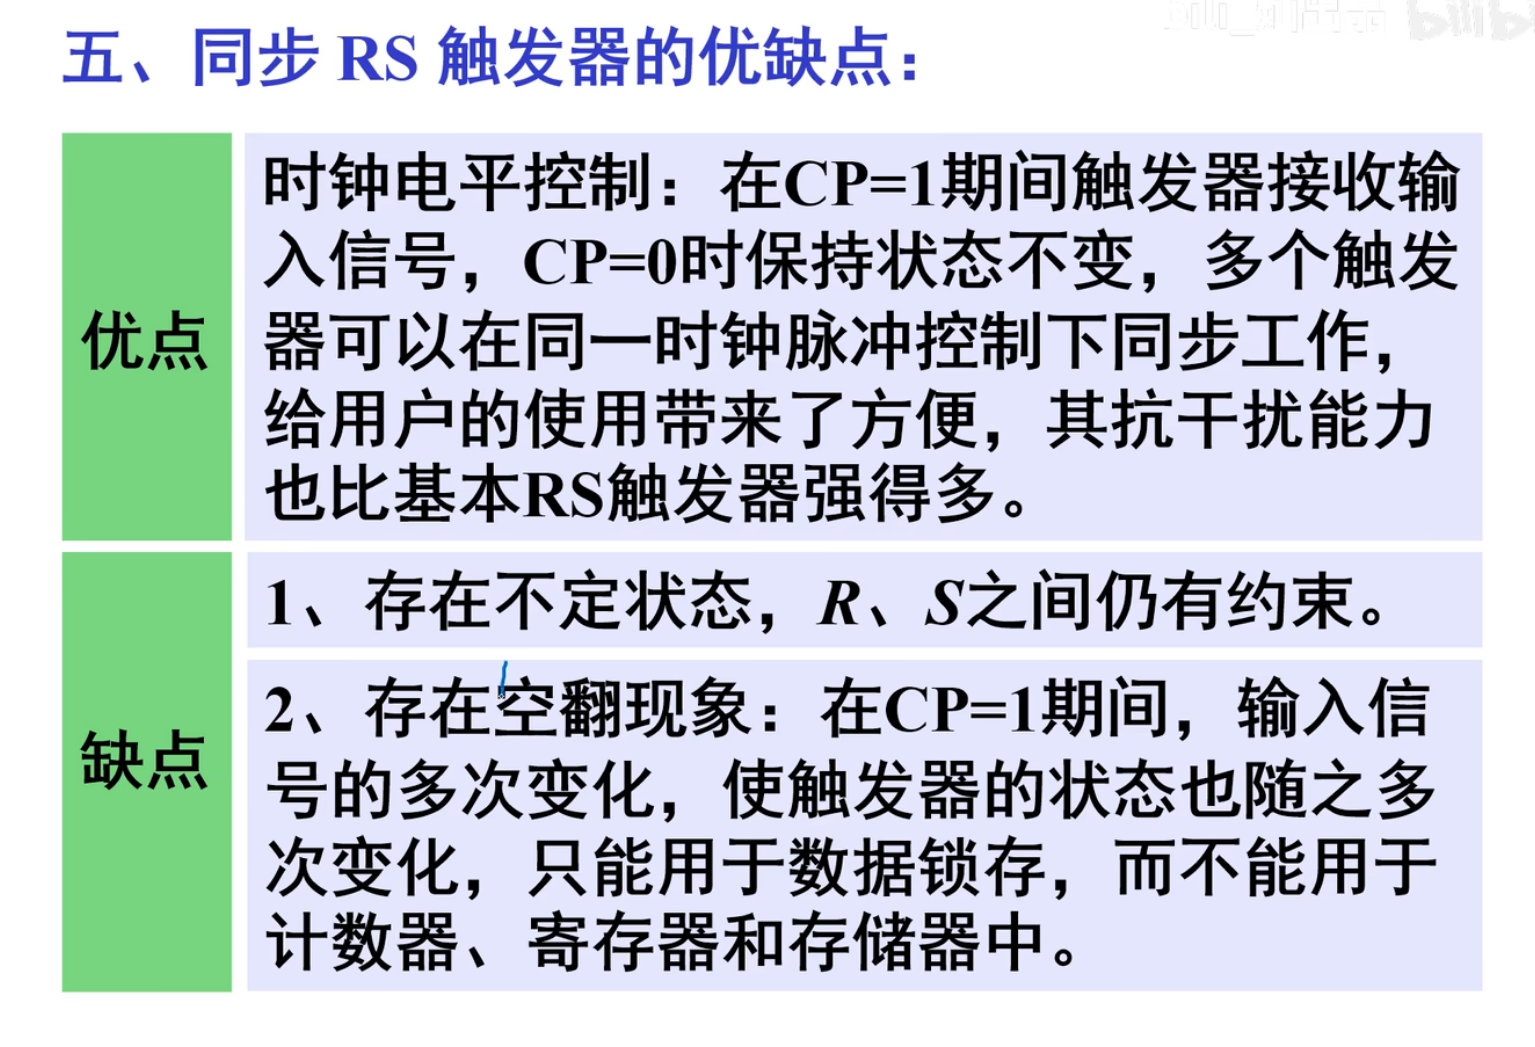 五、同步 RS 触发器的优缺点：
优点
时钟电平控制：在CP=1期间触发器接收输
入信号，CP=0时保持状态不变，多个触发
器可以在同一时钟脉冲控制下同步工作，
给用户的使用带来了方便，其抗干扰能力
也比基本RS触发器强得多。
缺点
1、存在不定状态，R、S之间仍有约束。
2、存在空翻现象：在CP=1期间，输入信
号的多次变化，使触发器的状态也随之多
次变化，只能用于数据锁存，而不能用于
计数器、寄存器和存储器中。